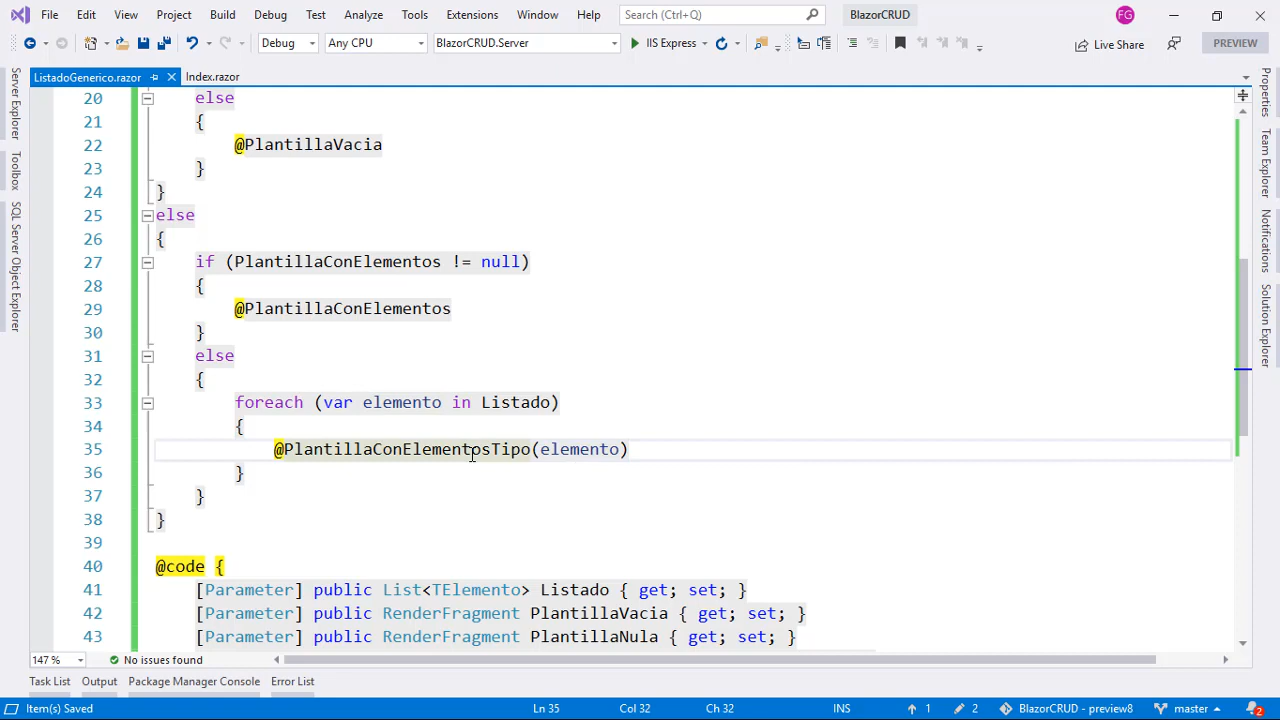 File Edit View Project Build Debug Test Analyze Tools Extensions Window Help Search (Ctrl+Q) BlazorCRUD FG
Debug Any CPU BlazorCRUD.Server IIS Express Live Share PREVIEW
ListadoGenerico.razor Index.razor
Server Explorer
Toolbox
SQL Server Object Explorer
20 else
21 {
22 @PlantillaVacia
23 }
24 }
25 else
26 {
27 if (PlantillaConElementos != null)
28 {
29 @PlantillaConElementos
30 }
31 else
32 {
33 foreach (var elemento in Listado)
34 {
35 @PlantillaConElementosTipo(elemento)
36 }
37 }
38 }
39
40 @code {
41 [Parameter] public List<TElemento> Listado { get; set; }
42 [Parameter] public RenderFragment PlantillaVacia { get; set; }
43 [Parameter] public RenderFragment PlantillaNula { get; set; }
Properties
Team Explorer
Notifications
Solution Explorer
147 % No issues found
Task List Output Package Manager Console Error List
Item(s) Saved Ln 35 Col 32 Ch 32 INS 1 2 BlazorCRUD - preview8 master 2